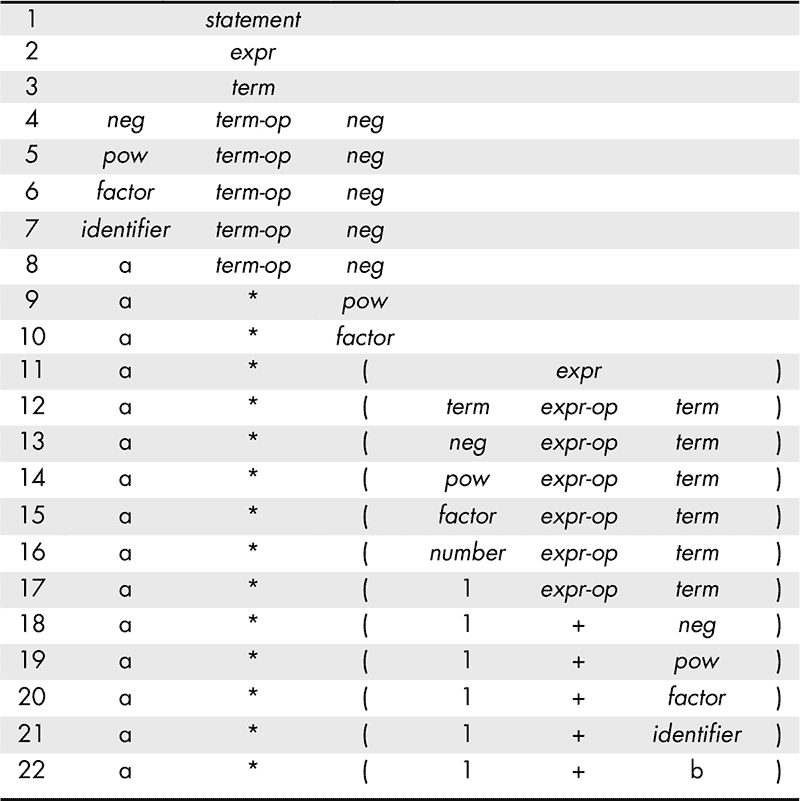 1 statement
2 expr
3 term
4 neg term-op neg
5 pow term-op neg
6 factor term-op neg
7 identifier term-op neg
8 a term-op neg
9 a * pow
10 a * factor
11 a * ( expr )
12 a * ( term expr-op term )
13 a * ( neg expr-op term )
14 a * ( pow expr-op term )
15 a * ( factor expr-op term )
16 a * ( number expr-op term )
17 a * ( 1 expr-op term )
18 a * ( 1 + neg )
19 a * ( 1 + pow )
20 a * ( 1 + factor )
21 a * ( 1 + identifier )
22 a * ( 1 + b )